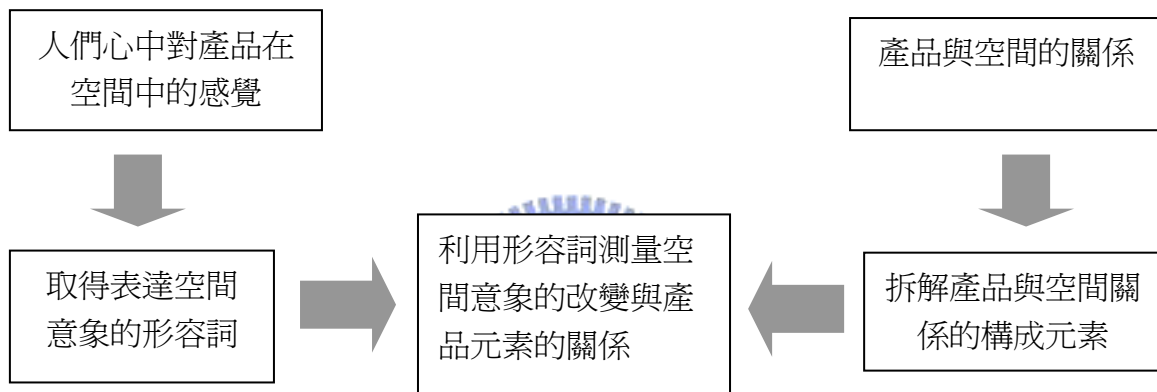 人們心中對產品在
空間中的感覺
產品與空間的關係
取得表達空間
意象的形容詞
利用形容詞測量空
間意象的改變與產
品元素的關係
拆解產品與空間關
係的構成元素